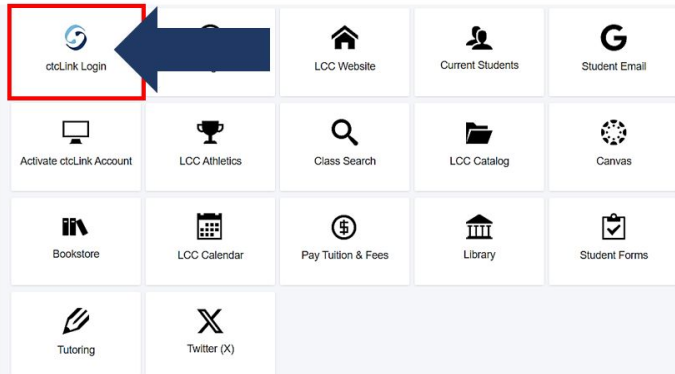 ctcLink Login
LCC Website
Current Students
Student Email
Activate ctcLink Account
LCC Athletics
Class Search
LCC Catalog
Canvas
Bookstore
LCC Calendar
Pay Tuition & Fees
Library
Student Forms
Tutoring
Twitter (X)